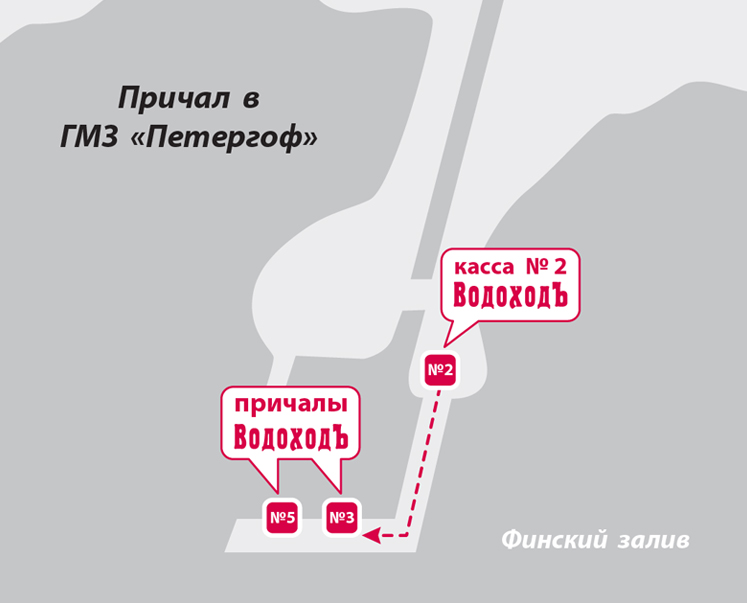 Причал в
ГМЗ «Петергоф»
касса № 2
ВодоходЪ
№2
причалы
ВодоходЪ
№5
№3
Финский залив